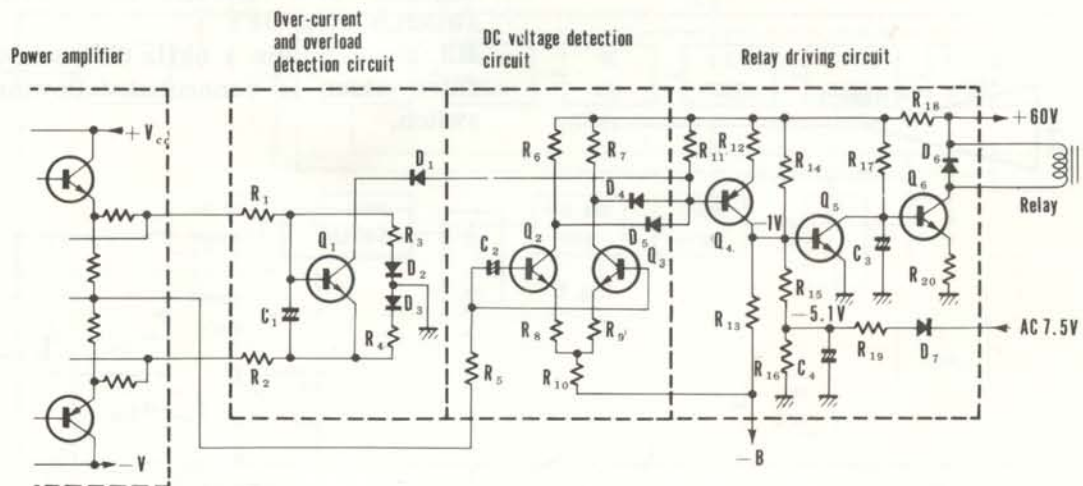 Over-current
and overload
detection circuit
DC voltage detection
circuit
Power amplifier
Relay driving circuit
+Vcc
R18
+60V
D1
R6
R7
R11
R12
R14
R17
D6
Q6
R1
R3
D4
D5
Q5
Relay
Q1
D2
C2
Q2
Q3
Q4
-1V
C3
R20
D3
C1
R4
R8
R9
R13
R15
-5.1V
AC 7.5V
R2
R5
R10
R16
C4
R19
D7
-V
-B